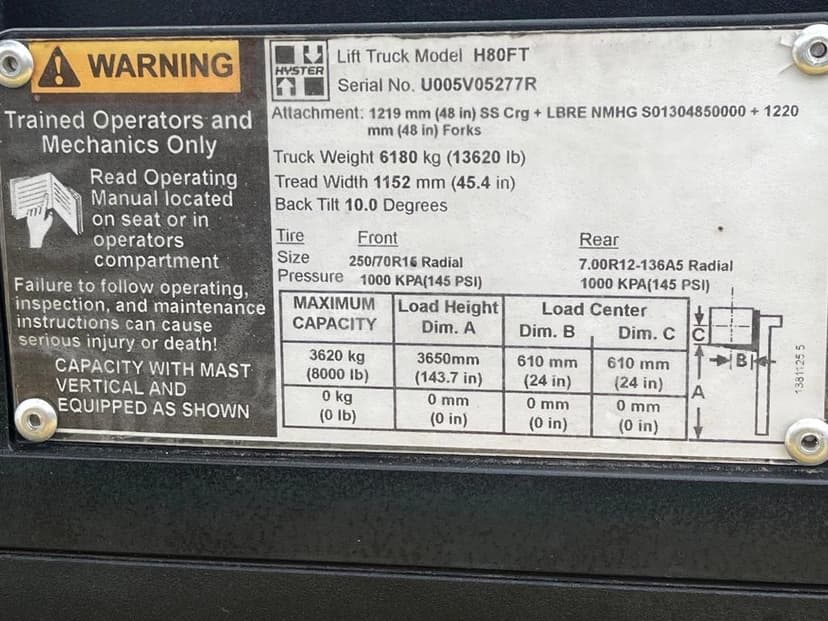 WARNING
Trained Operators and
Mechanics Only
Read Operating
Manual located
on seat or in
operators
compartment
Failure to follow operating,
inspection, and maintenance
instructions can cause
serious injury or death!
CAPACITY WITH MAST
VERTICAL AND
EQUIPPED AS SHOWN
HYSTER
Lift Truck Model H80FT
Serial No. U005V05277R
Attachment: 1219 mm (48 in) SS Crg + LBRE NMHG S01304850000 + 1220
mm (48 in) Forks
Truck Weight 6180 kg (13620 lb)
Tread Width 1152 mm (45.4 in)
Back Tilt 10.0 Degrees
Tire Front Rear
Size 250/70R16 Radial 7.00R12-136A5 Radial
Pressure 1000 KPA(145 PSI) 1000 KPA(145 PSI)
MAXIMUM Load Height Load Center
CAPACITY Dim. A Dim. B Dim. C
3620 kg 3650mm 610 mm 610 mm
(8000 lb) (143.7 in) (24 in) (24 in)
0 kg 0 mm 0 mm 0 mm
(0 lb) (0 in) (0 in) (0 in)
C
B
A
1381125 5